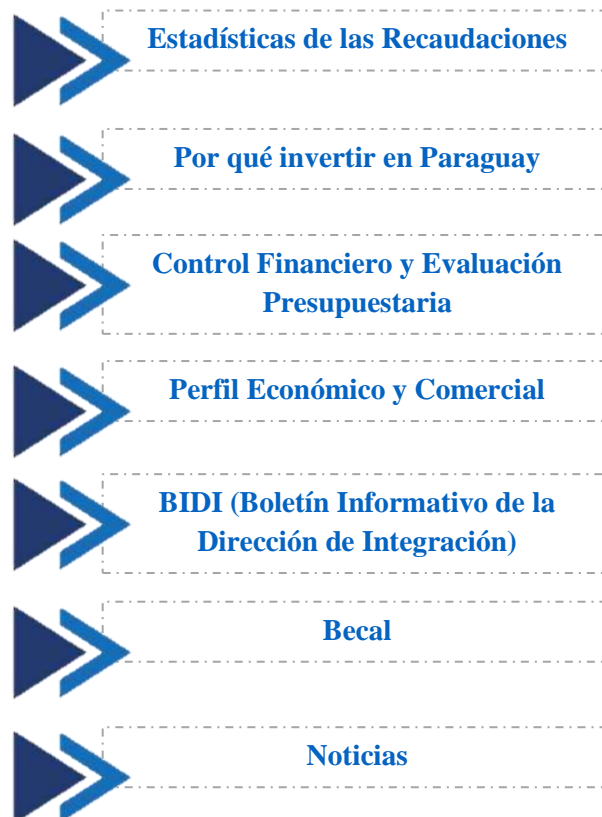 Estadísticas de las Recaudaciones
Por qué invertir en Paraguay
Control Financiero y Evaluación
Presupuestaria
Perfil Económico y Comercial
BIDI (Boletín Informativo de la
Dirección de Integración)
Becal
Noticias